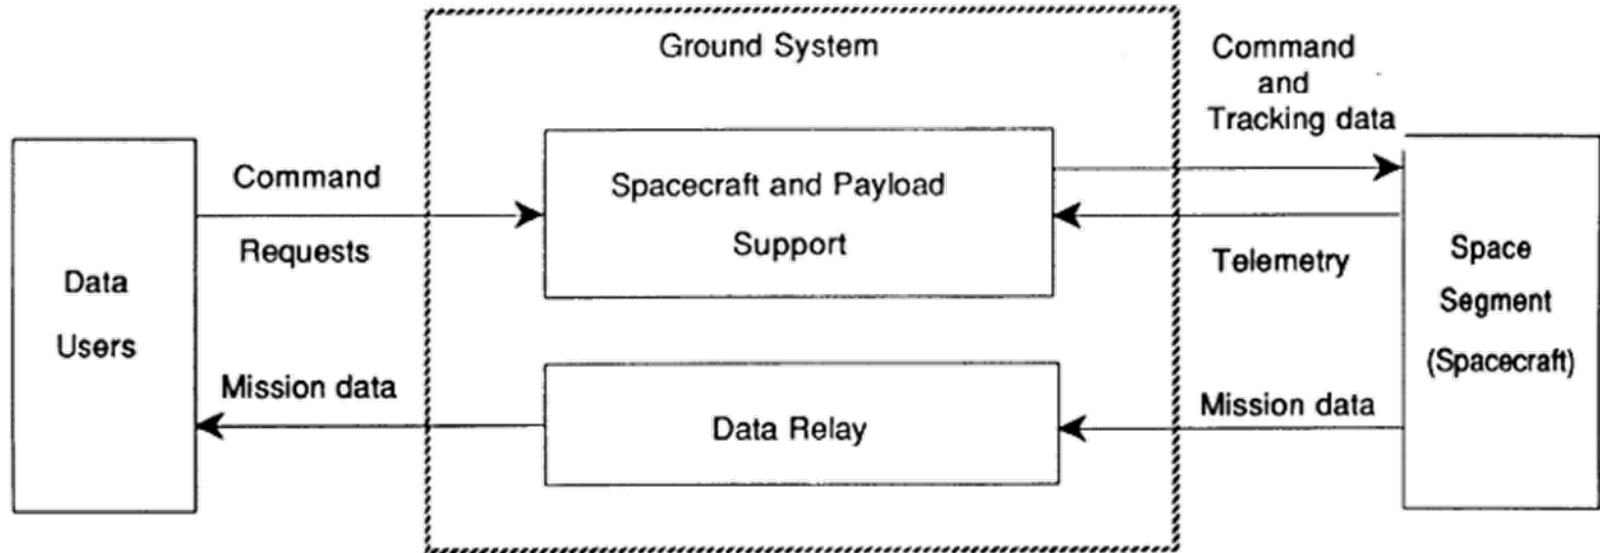 Ground System
Command
and
Tracking data
Command
Requests
Spacecraft and Payload
Support
Telemetry
Data
Users
Space
Segment
(Spacecraft)
Mission data
Data Relay
Mission data